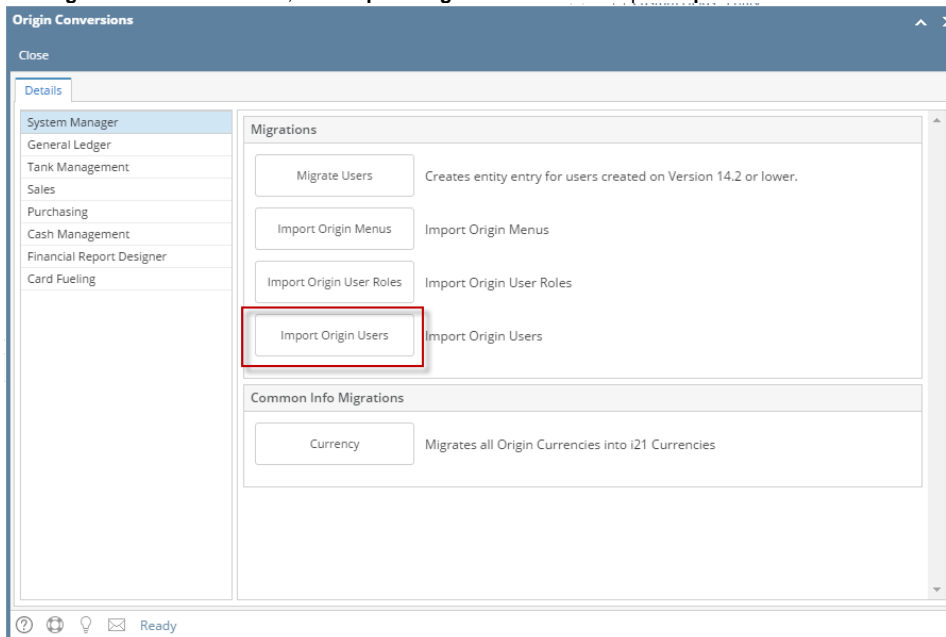 Origin Conversions
Close
Details
System Manager
General Ledger
Tank Management
Sales
Purchasing
Cash Management
Financial Report Designer
Card Fueling
Migrations
Migrate Users Creates entity entry for users created on Version 14.2 or lower.
Import Origin Menus Import Origin Menus
Import Origin User Roles Import Origin User Roles
Import Origin Users Import Origin Users
Common Info Migrations
Currency Migrates all Origin Currencies into i21 Currencies
Ready